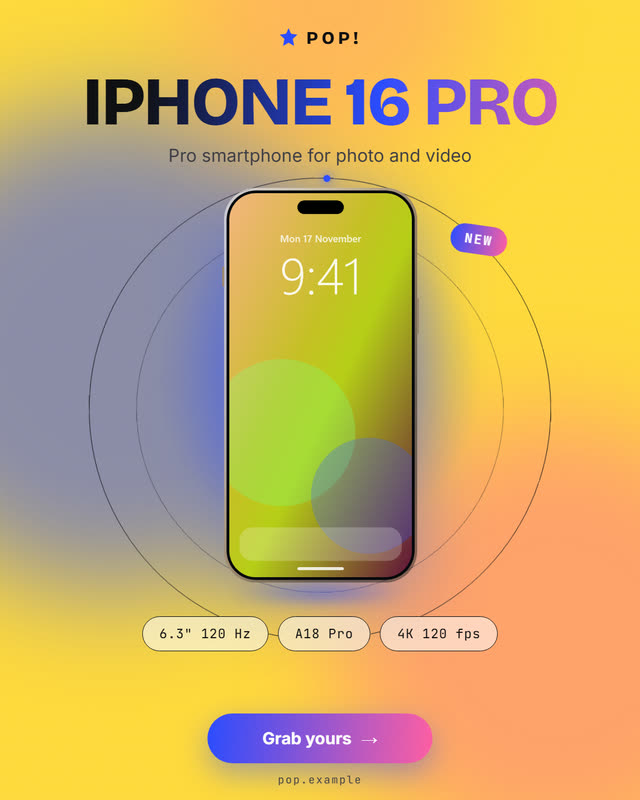 POP!
IPHONE 16 PRO
Pro smartphone for photo and video
NEW
Mon 17 November
9:41
6.3" 120 Hz
A18 Pro
4K 120 fps
Grab yours →
pop.example